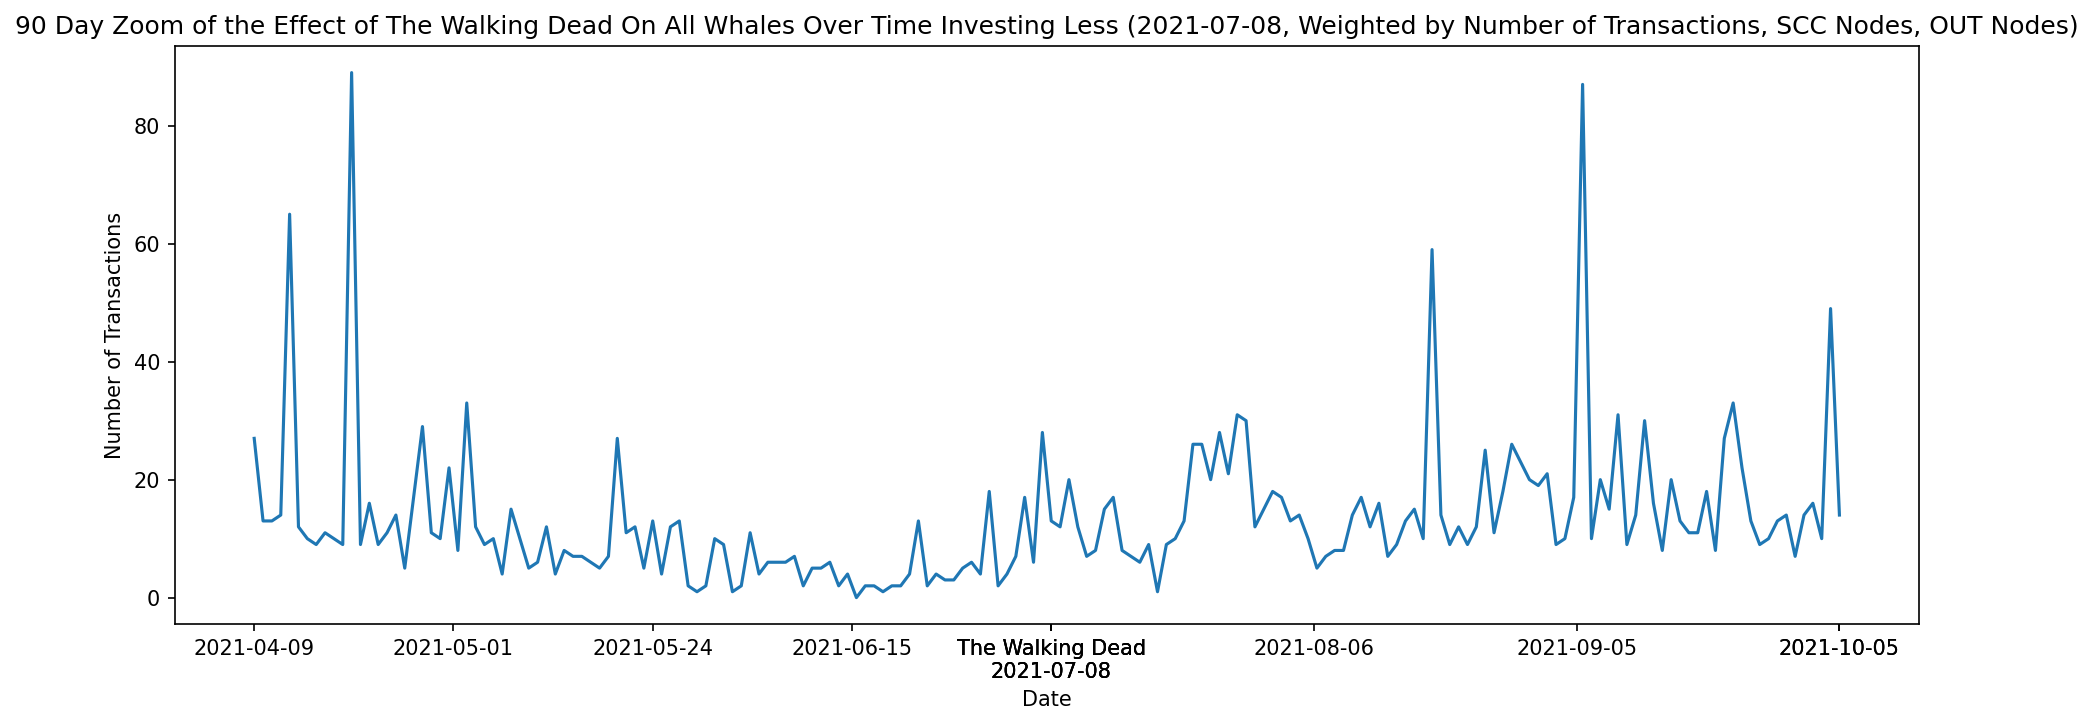 90 Day Zoom of the Effect of The Walking Dead On All Whales Over Time Investing Less (2021-07-08, Weighted by Number of Transactions, SCC Nodes, OUT Nodes)
Number of Transactions
80
60
40
20
0
2021-04-09 2021-05-01 2021-05-24 2021-06-15 The Walking Dead 2021-08-06 2021-09-05 2021-10-05
2021-07-08
Date